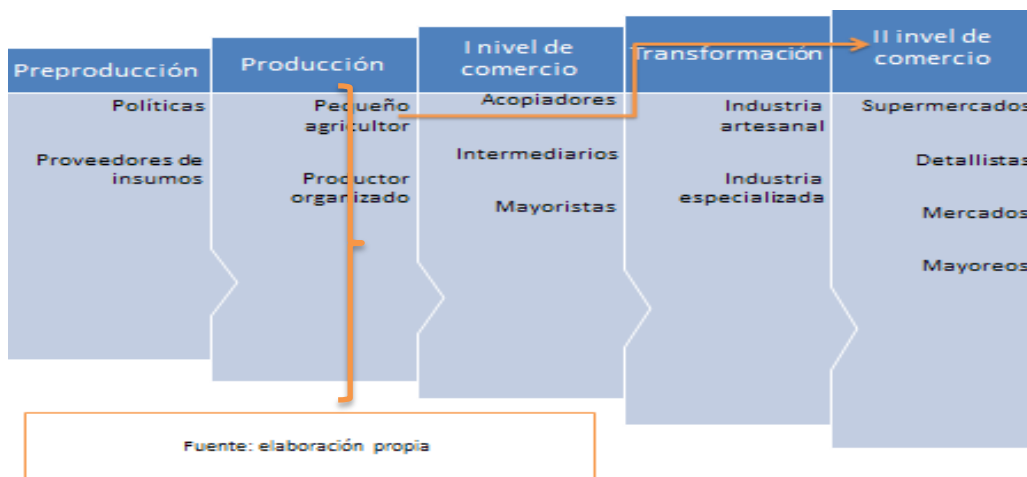 Preproducción
Políticas
Proveedores de
insumos
Producción
Pequeño
agricultor
Productor
organizado
I nivel de
comercio
Acopiadores
Intermediarios
Mayoristas
Transformación
Industria
artesanal
Industria
especializada
II invel de
comercio
Supermercados
Detallistas
Mercados
Mayoreos
Fuente: elaboración propia